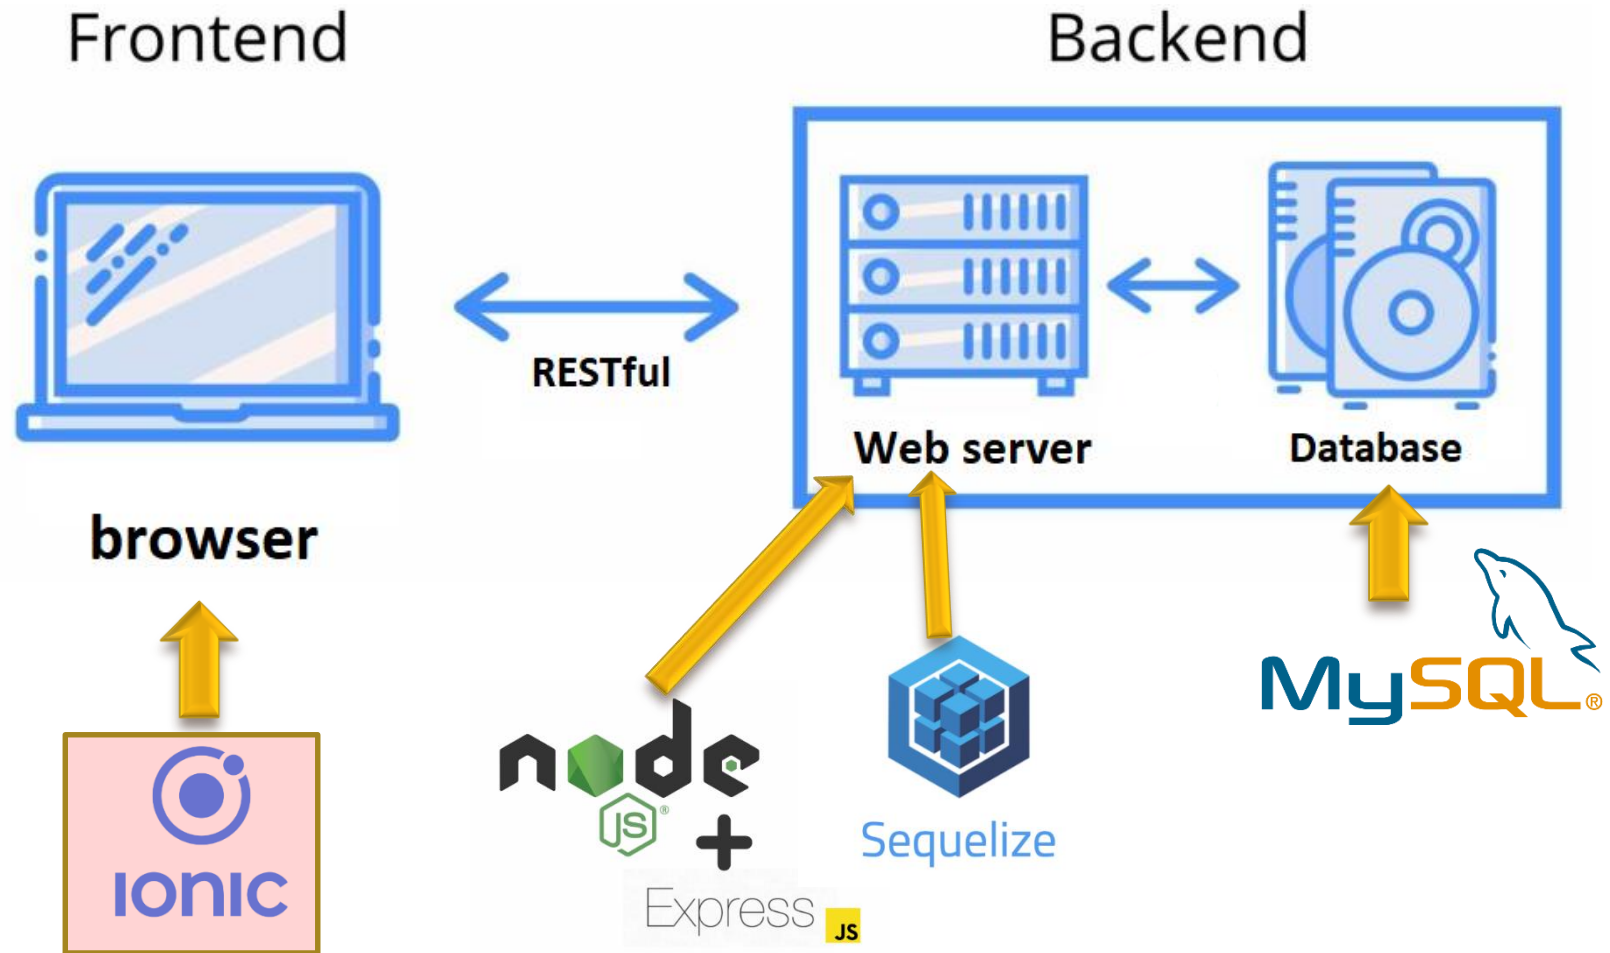 Frontend
Backend
RESTful
Web server
Database
browser
MySQL®
node
JS®
+
Sequelize
IONIC
Express
JS